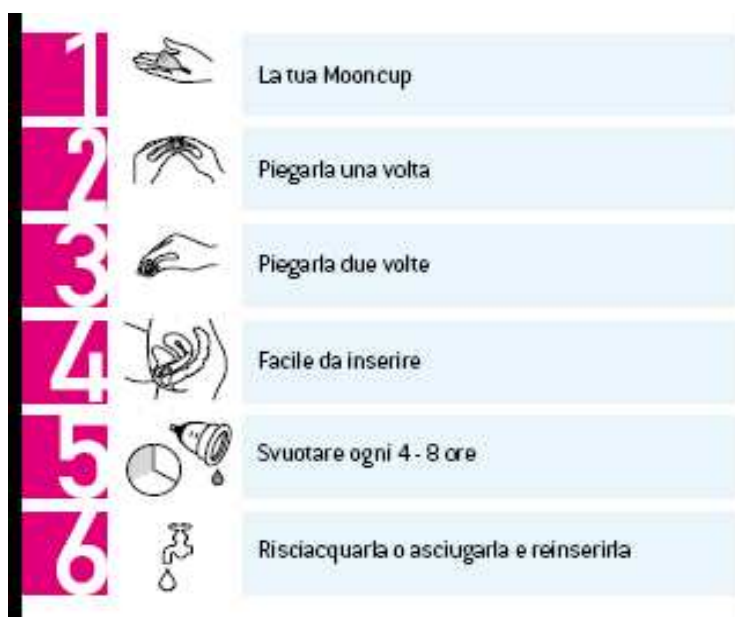 1
La tua Mooncup
2
Piegarla una volta
3
Piegarla due volte
4
Facile da inserire
5
Svuotare ogni 4 - 8 ore
6
Risciacquarla o asciugarla e reinserirla